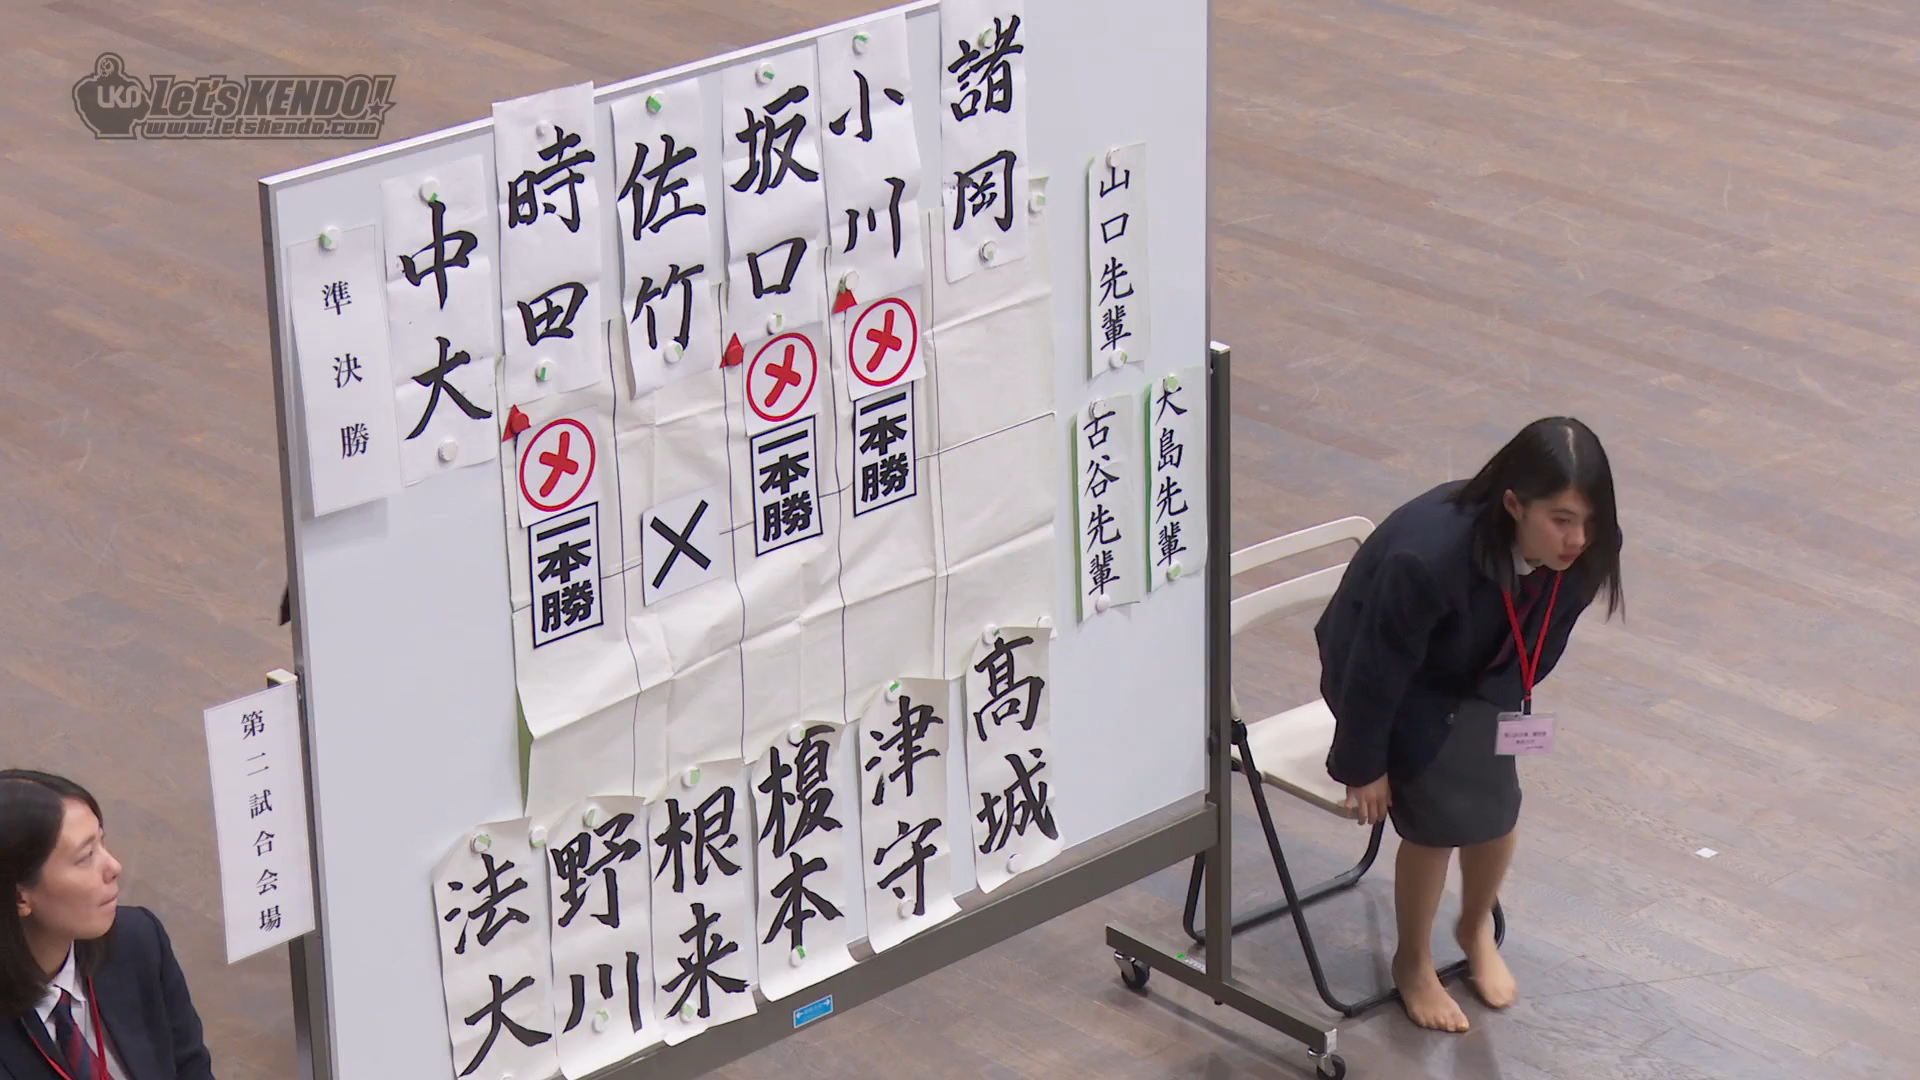 LKD Let's KENDO!
www.letskendo.com
準決勝
中大
時田
佐竹
坂口
小川
諸岡
メ
一本勝
×
メ
一本勝
メ
一本勝
山口先輩
大島先輩
古谷先輩
第二試合会場
法大
野川
根来
榎本
津守
髙城